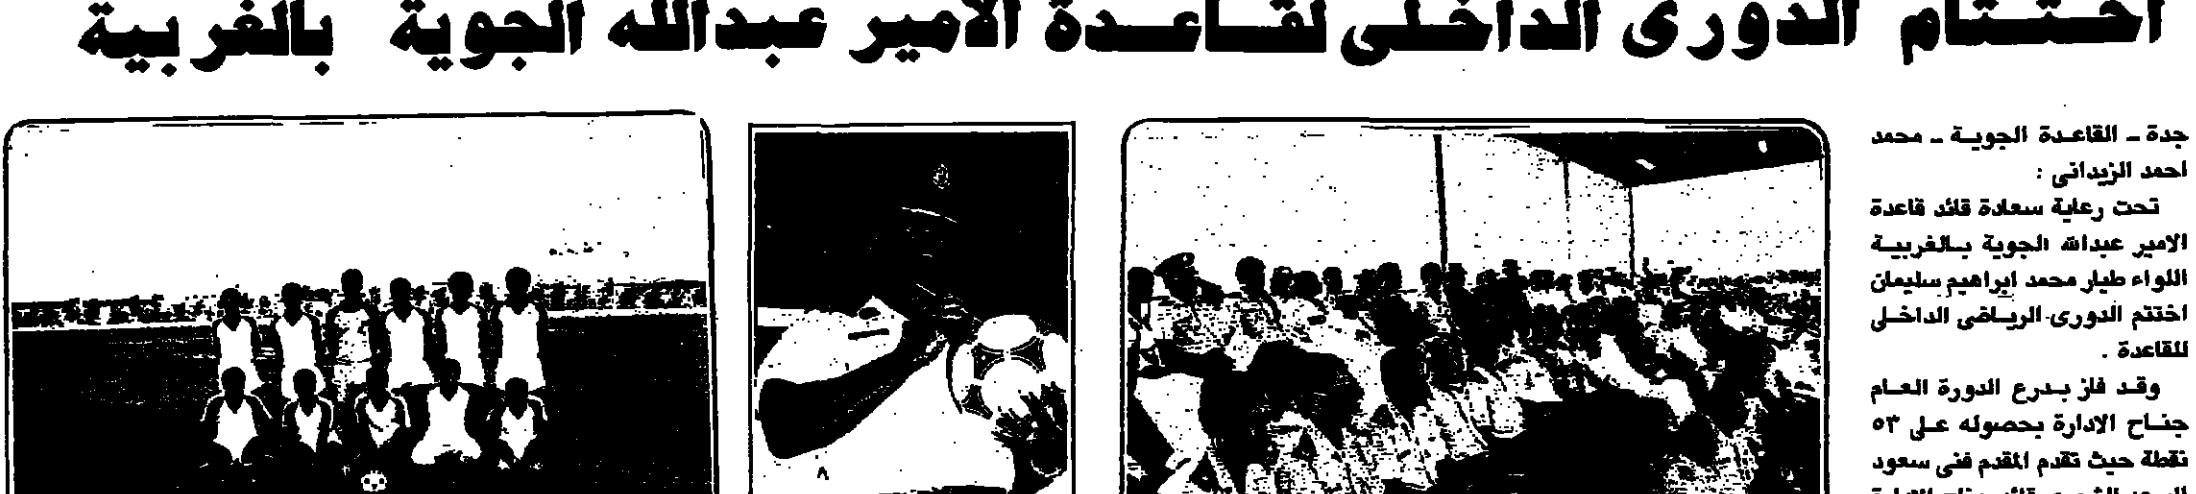 اختتام الدورى الداخلى لقاعدة الامير عبدالله الجوية بالغربية
جدة - القاعدة الجوية - محمد
احمد الزيدانى :
تحت رعاية سعادة قائد قاعدة
الامير عبدالله الجوية بالغربية
اللواء طيار محمد ابراهيم سليمان
اختتم الدورى الرياضى الداخلى
للقاعدة .
وقد فاز بدرع الدورة العام
جناح الادارة بحصوله على ٥٣
نقطة حيث تقدم المقدم فنى سعود